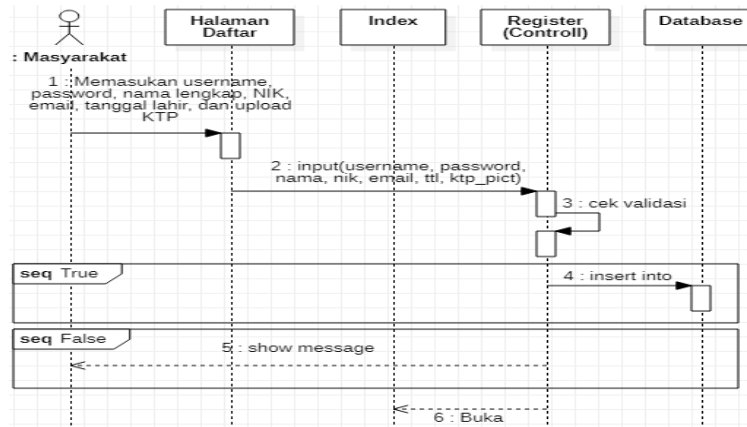 Halaman
Daftar
Index
Register
(Controll)
Database
: Masyarakat
1 : Memasukan username,
password, nama lengkap, NIK,
email, tanggal lahir, dan upload
KTP
2 : input(username, password,
nama, nik, email, ttl, ktp_pict)
3 : cek validasi
seq True
4 : insert into
seq False
5 : show message
6 : Buka